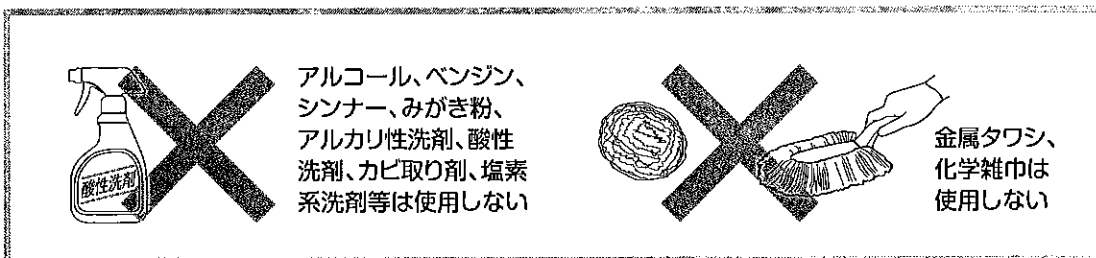 酸性洗剤
アルコール、ベンジン、
シンナー、みがき粉、
アルカリ性洗剤、酸性
洗剤、カビ取り剤、塩素
系洗剤等は使用しない
金属タワシ、
化学雑巾は
使用しない